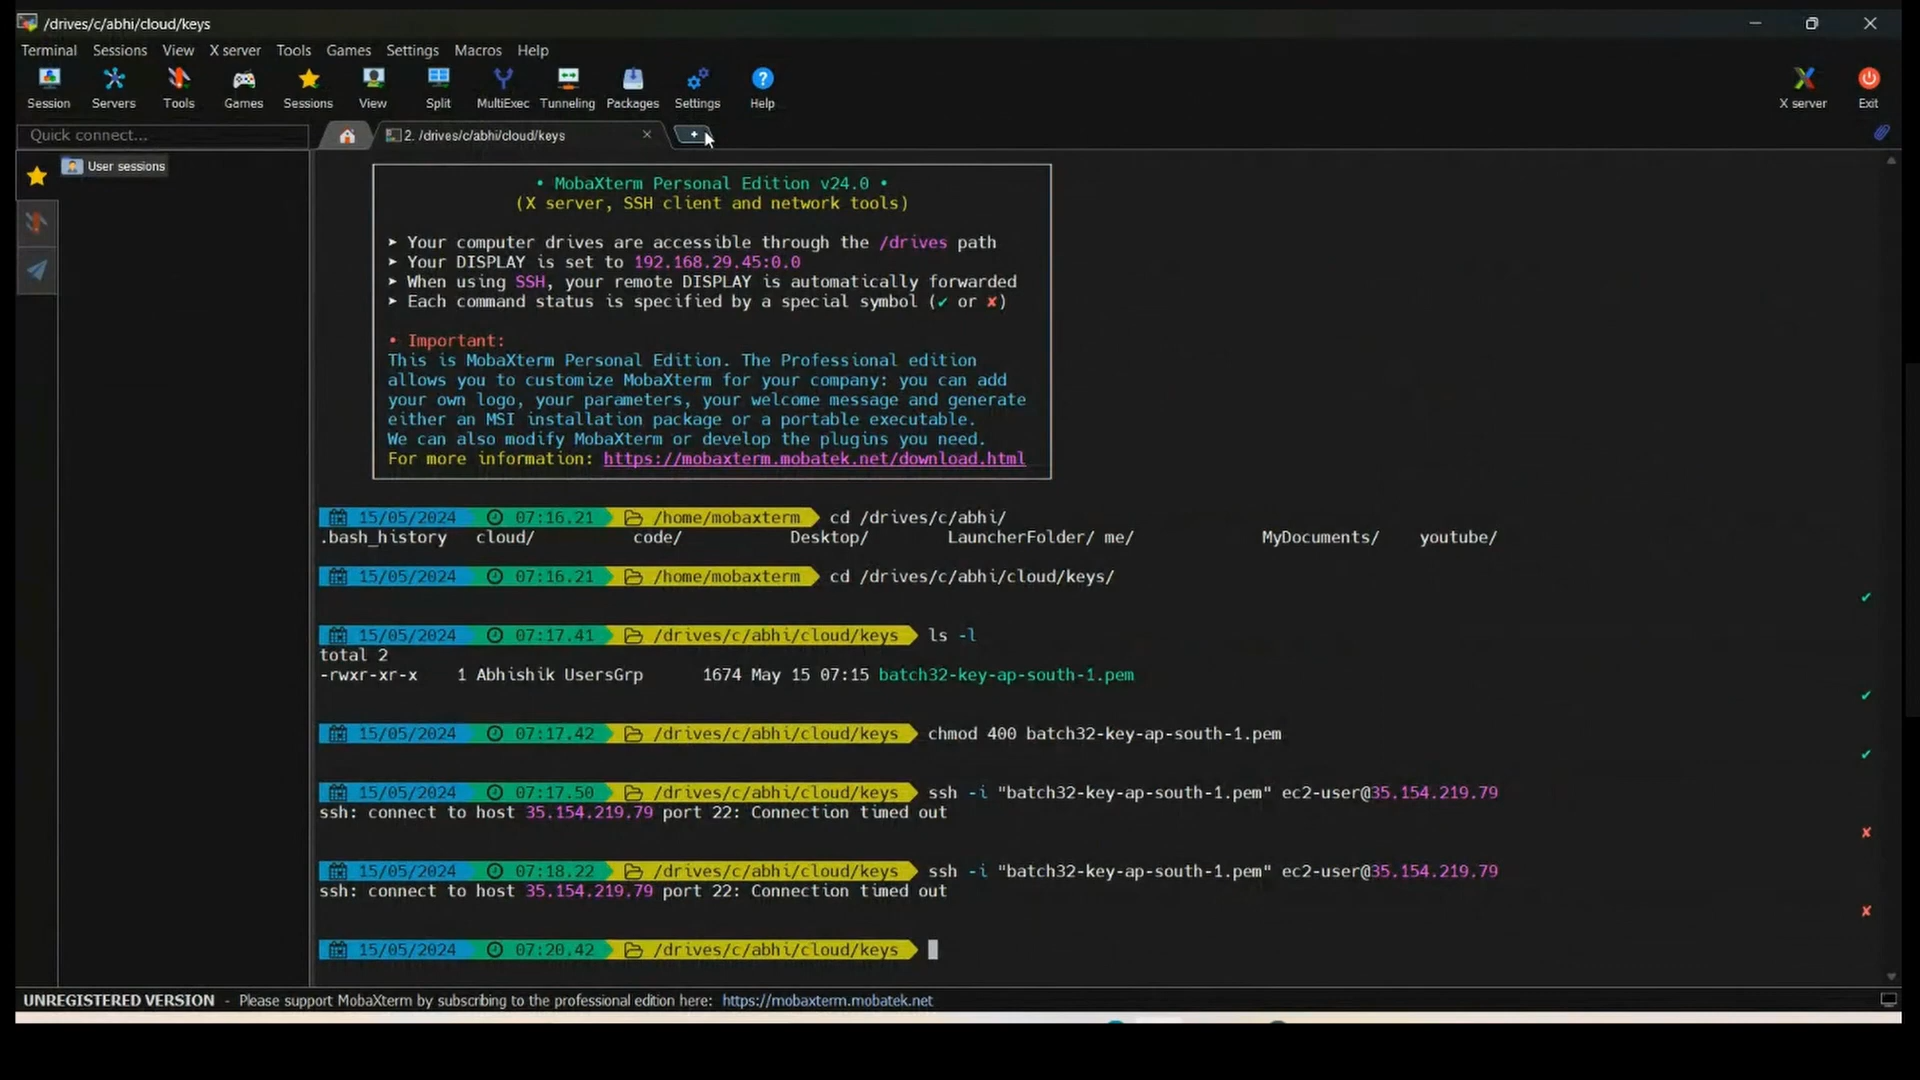 /drives/c/abhi/cloud/keys
Terminal Sessions View X server Tools Games Settings Macros Help
Session Servers Tools Games Sessions View Split MultiExec Tunneling Packages Settings Help X server Exit
Quick connect... 2. /drives/c/abhi/cloud/keys
User sessions
• MobaXterm Personal Edition v24.0 •
(X server, SSH client and network tools)
➤ Your computer drives are accessible through the /drives path
➤ Your DISPLAY is set to 192.168.29.45:0.0
➤ When using SSH, your remote DISPLAY is automatically forwarded
➤ Each command status is specified by a special symbol (✔ or ✘)
• Important:
This is MobaXterm Personal Edition. The Professional edition
allows you to customize MobaXterm for your company: you can add
your own logo, your parameters, your welcome message and generate
either an MSI installation package or a portable executable.
We can also modify MobaXterm or develop the plugins you need.
For more information: https://mobaxterm.mobatek.net/download.html
15/05/2024 07:16.21 /home/mobaxterm cd /drives/c/abhi/
.bash_history cloud/ code/ Desktop/ LauncherFolder/ me/ MyDocuments/ youtube/
15/05/2024 07:16.21 /home/mobaxterm cd /drives/c/abhi/cloud/keys/
15/05/2024 07:17.41 /drives/c/abhi/cloud/keys ls -l
total 2
-rwxr-xr-x 1 Abhishik UsersGrp 1674 May 15 07:15 batch32-key-ap-south-1.pem
15/05/2024 07:17.42 /drives/c/abhi/cloud/keys chmod 400 batch32-key-ap-south-1.pem
15/05/2024 07:17.50 /drives/c/abhi/cloud/keys ssh -i "batch32-key-ap-south-1.pem" ec2-user@35.154.219.79
ssh: connect to host 35.154.219.79 port 22: Connection timed out
15/05/2024 07:18.22 /drives/c/abhi/cloud/keys ssh -i "batch32-key-ap-south-1.pem" ec2-user@35.154.219.79
ssh: connect to host 35.154.219.79 port 22: Connection timed out
15/05/2024 07:20.42 /drives/c/abhi/cloud/keys
UNREGISTERED VERSION - Please support MobaXterm by subscribing to the professional edition here: https://mobaxterm.mobatek.net